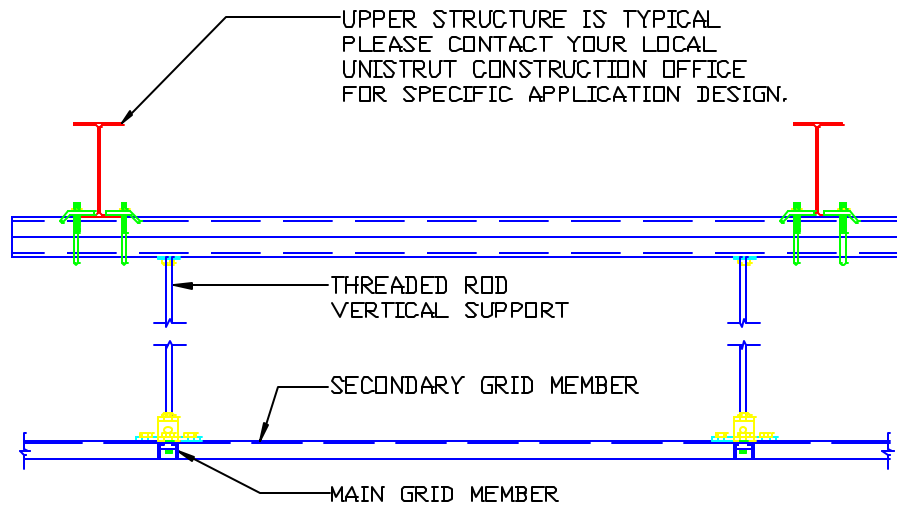 UPPER STRUCTURE IS TYPICAL
PLEASE CONTACT YOUR LOCAL
UNISTRUT CONSTRUCTION OFFICE
FOR SPECIFIC APPLICATION DESIGN.
THREADED ROD
VERTICAL SUPPORT
SECONDARY GRID MEMBER
MAIN GRID MEMBER